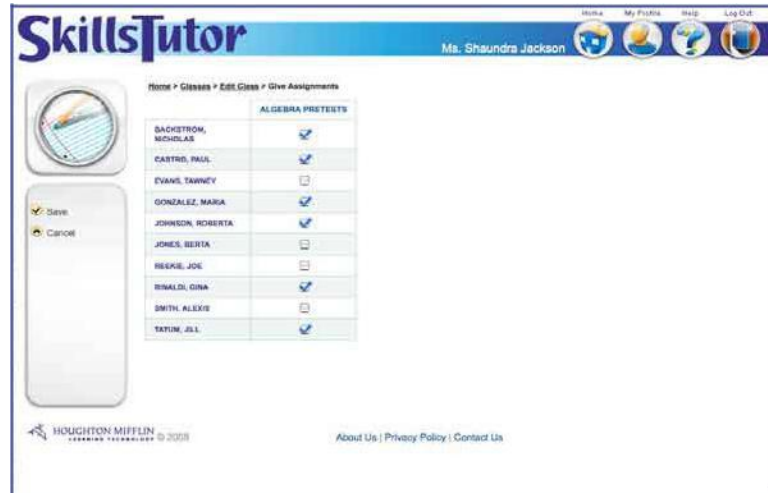 Home My Profile Help Log Out
SkillsTutor
Ms. Shaundra Jackson
Home > Classes > Edit Class > Give Assignments
ALGEBRA PRETESTS
BACKSTROM,
NICHOLAS
CASTRO, PAUL
EVANS, TAWNEY
GONZALEZ, MARIA
JOHNSON, ROBERTA
JONES, BERTA
REEKIE, JOE
RINALDI, GINA
SMITH, ALEXIS
TATUM, JILL
Save
Cancel
HOUGHTON MIFFLIN
LEARNING TECHNOLOGY © 2008
About Us | Privacy Policy | Contact Us